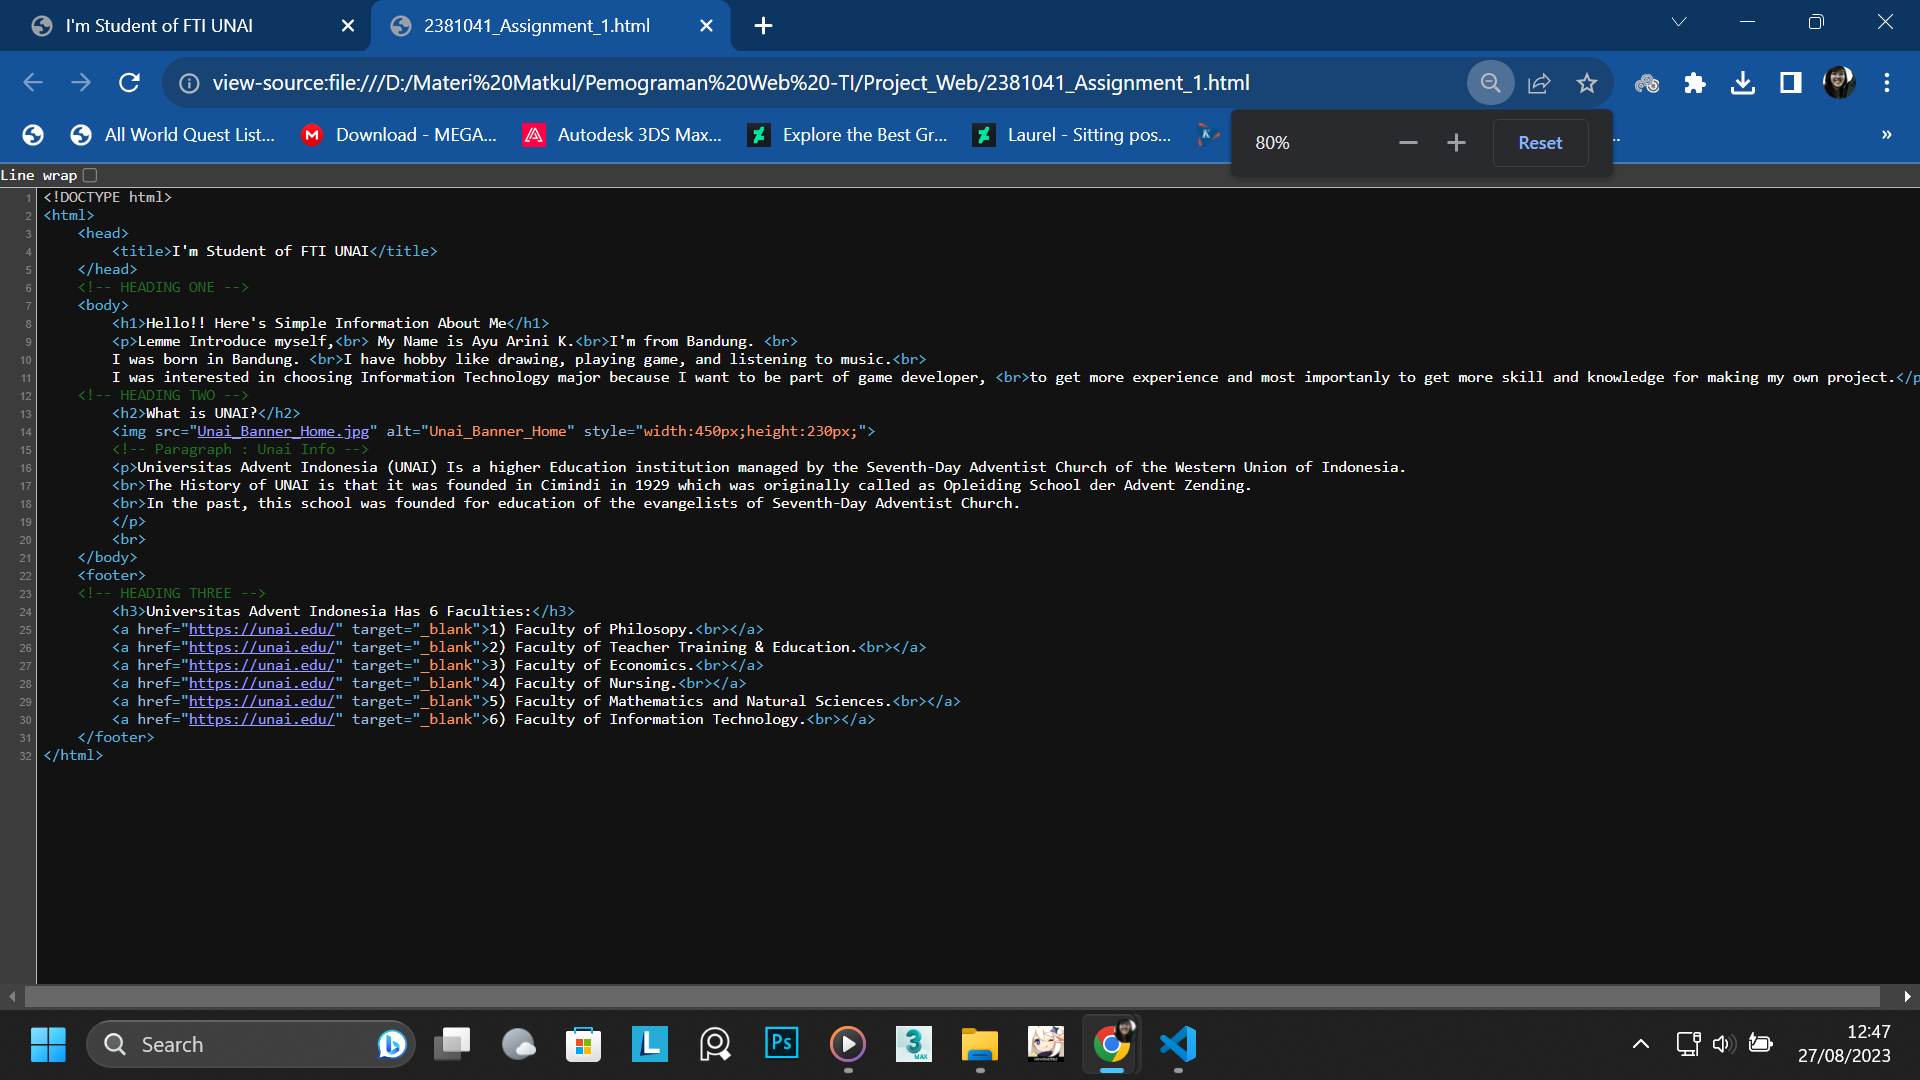 I'm Student of FTI UNAI
2381041_Assignment_1.html
view-source:file:///D:/Materi%20Matkul/Pemograman%20Web%20-TI/Project_Web/2381041_Assignment_1.html
All World Quest List...
Download - MEGA...
Autodesk 3DS Max...
Explore the Best Gr...
Laurel - Sitting pos...
80%
Reset
Line wrap
1 <!DOCTYPE html>
2 <html>
3 <head>
4 <title>I'm Student of FTI UNAI</title>
5 </head>
6 <!-- HEADING ONE -->
7 <body>
8 <h1>Hello!! Here's Simple Information About Me</h1>
9 <p>Lemme Introduce myself,<br> My Name is Ayu Arini K.<br>I'm from Bandung. <br>
10 I was born in Bandung. <br>I have hobby like drawing, playing game, and listening to music.<br>
11 I was interested in choosing Information Technology major because I want to be part of game developer, <br>to get more experience and most importanly to get more skill and knowledge for making my own project.</p
12 <!-- HEADING TWO -->
13 <h2>What is UNAI?</h2>
14 <img src="Unai_Banner_Home.jpg" alt="Unai_Banner_Home" style="width:450px;height:230px;">
15 <!-- Paragraph : Unai Info -->
16 <p>Universitas Advent Indonesia (UNAI) Is a higher Education institution managed by the Seventh-Day Adventist Church of the Western Union of Indonesia.
17 <br>The History of UNAI is that it was founded in Cimindi in 1929 which was originally called as Opleiding School der Advent Zending.
18 <br>In the past, this school was founded for education of the evangelists of Seventh-Day Adventist Church.
19 </p>
20 <br>
21 </body>
22 <footer>
23 <!-- HEADING THREE -->
24 <h3>Universitas Advent Indonesia Has 6 Faculties:</h3>
25 <a href="https://unai.edu/" target="_blank">1) Faculty of Philosopy.<br></a>
26 <a href="https://unai.edu/" target="_blank">2) Faculty of Teacher Training & Education.<br></a>
27 <a href="https://unai.edu/" target="_blank">3) Faculty of Economics.<br></a>
28 <a href="https://unai.edu/" target="_blank">4) Faculty of Nursing.<br></a>
29 <a href="https://unai.edu/" target="_blank">5) Faculty of Mathematics and Natural Sciences.<br></a>
30 <a href="https://unai.edu/" target="_blank">6) Faculty of Information Technology.<br></a>
31 </footer>
32 </html>
Search
L
Ps
3
MAX
12:47
27/08/2023